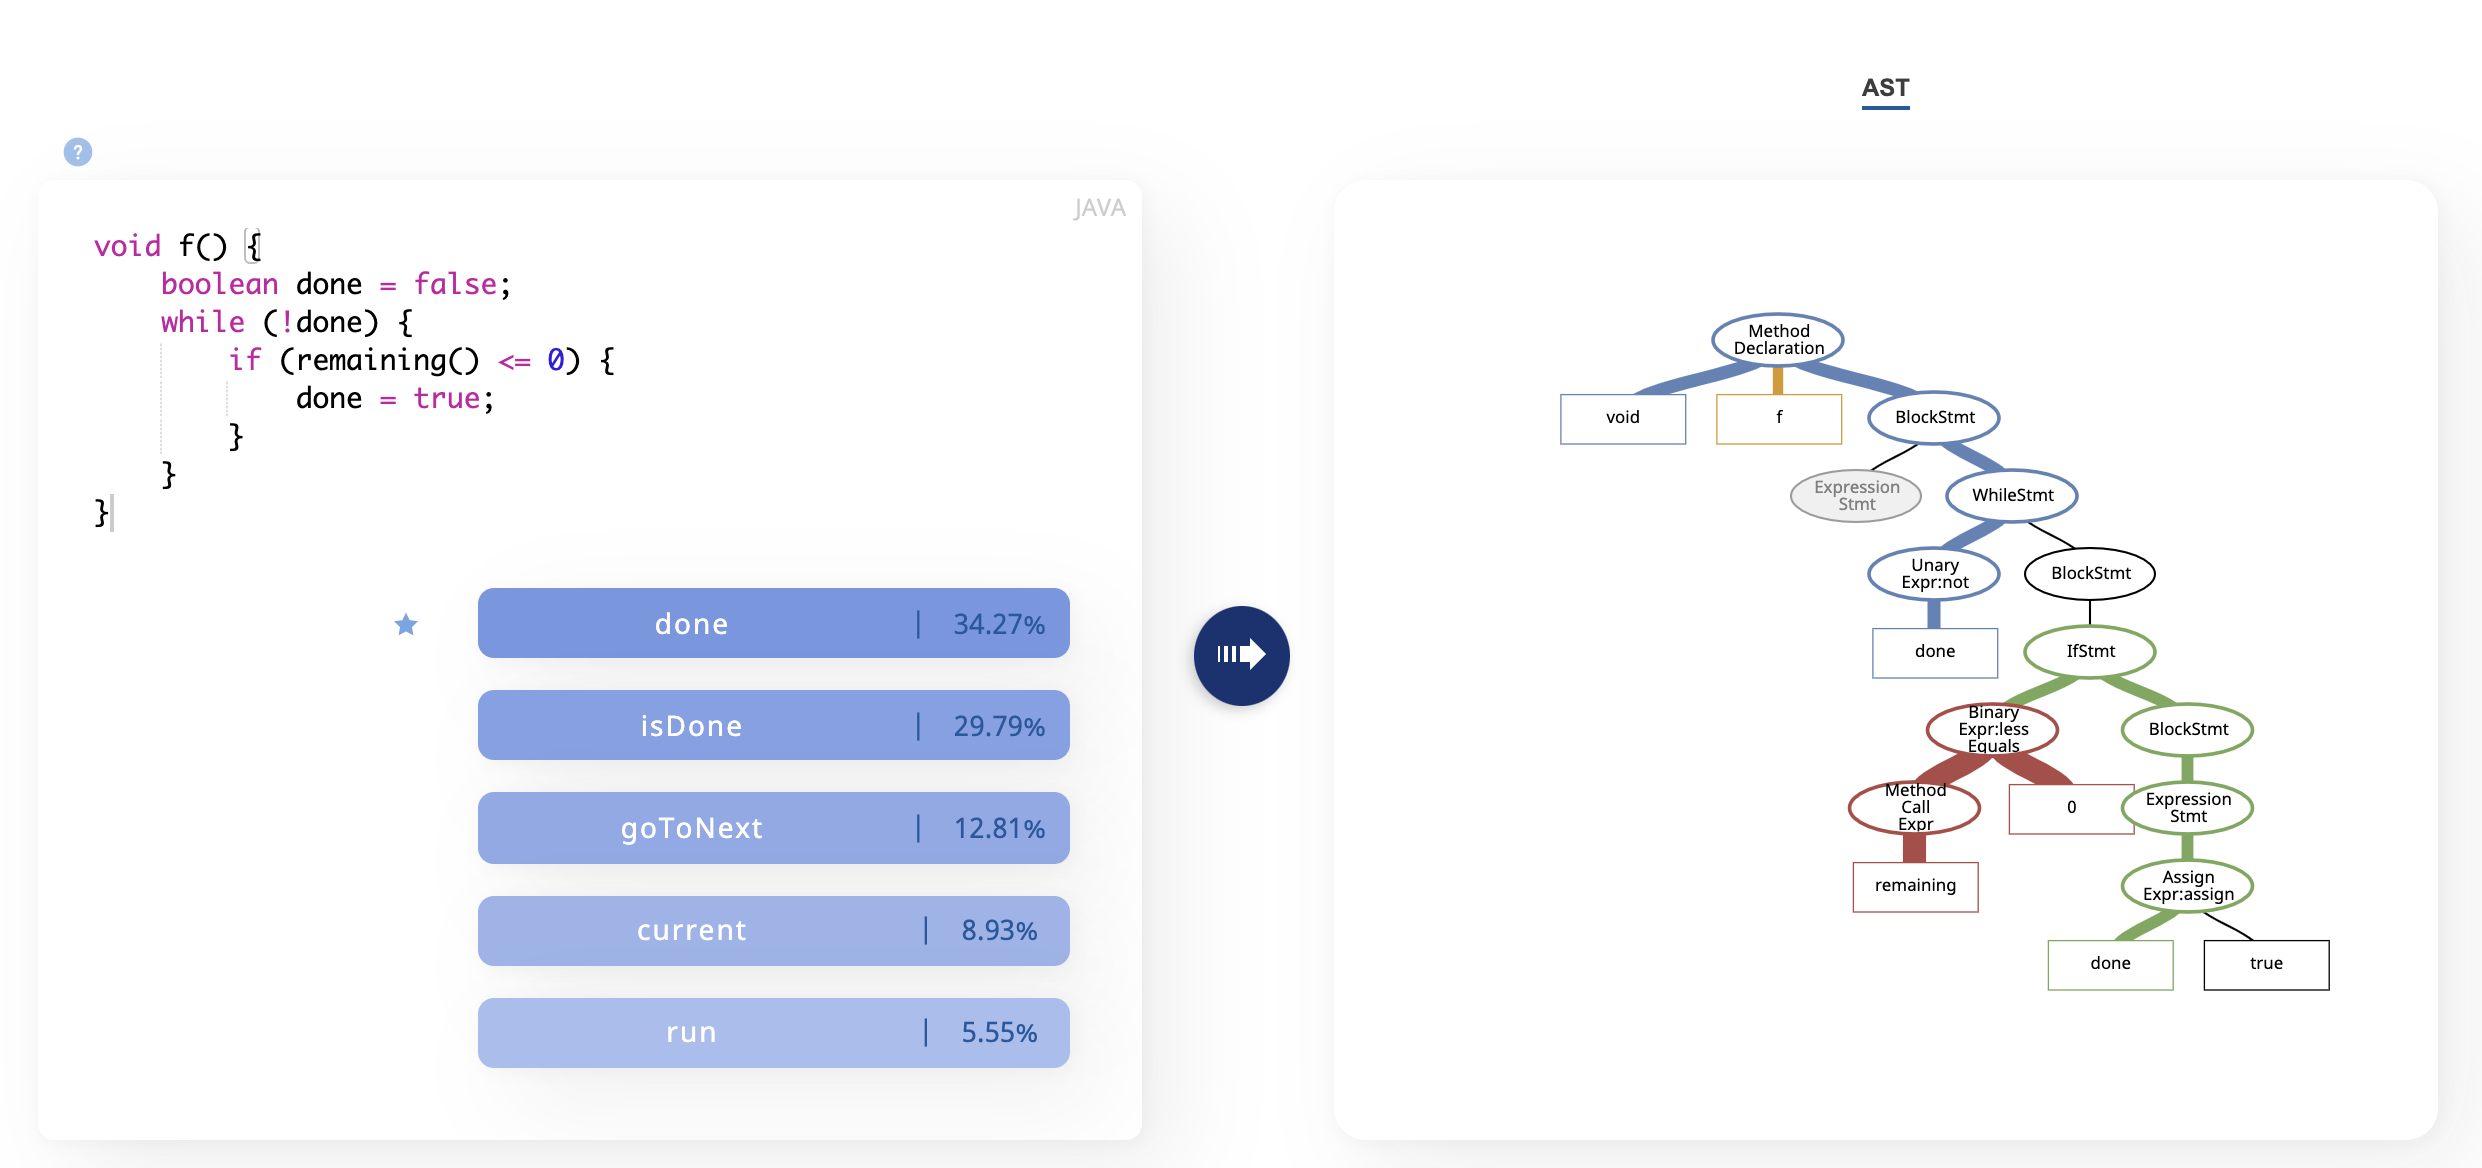 AST
?
JAVA
void f() {
    boolean done = false;
    while (!done) {
        if (remaining() <= 0) {
            done = true;
        }
    }
}
done | 34.27%
isDone | 29.79%
goToNext | 12.81%
current | 8.93%
run | 5.55%
Method
Declaration
void
f
BlockStmt
Expression
Stmt
WhileStmt
Unary
Expr:not
BlockStmt
done
IfStmt
Binary
Expr:less
Equals
BlockStmt
Method
Call
Expr
0
Expression
Stmt
remaining
Assign
Expr:assign
done
true